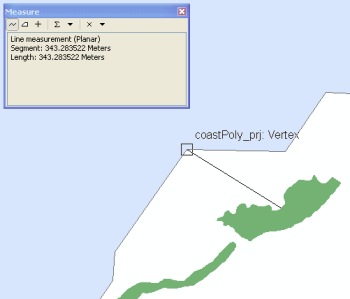 Measure
Line measurement (Planar)
Segment: 343.283522 Meters
Length: 343.283522 Meters
coastPoly_prj: Vertex